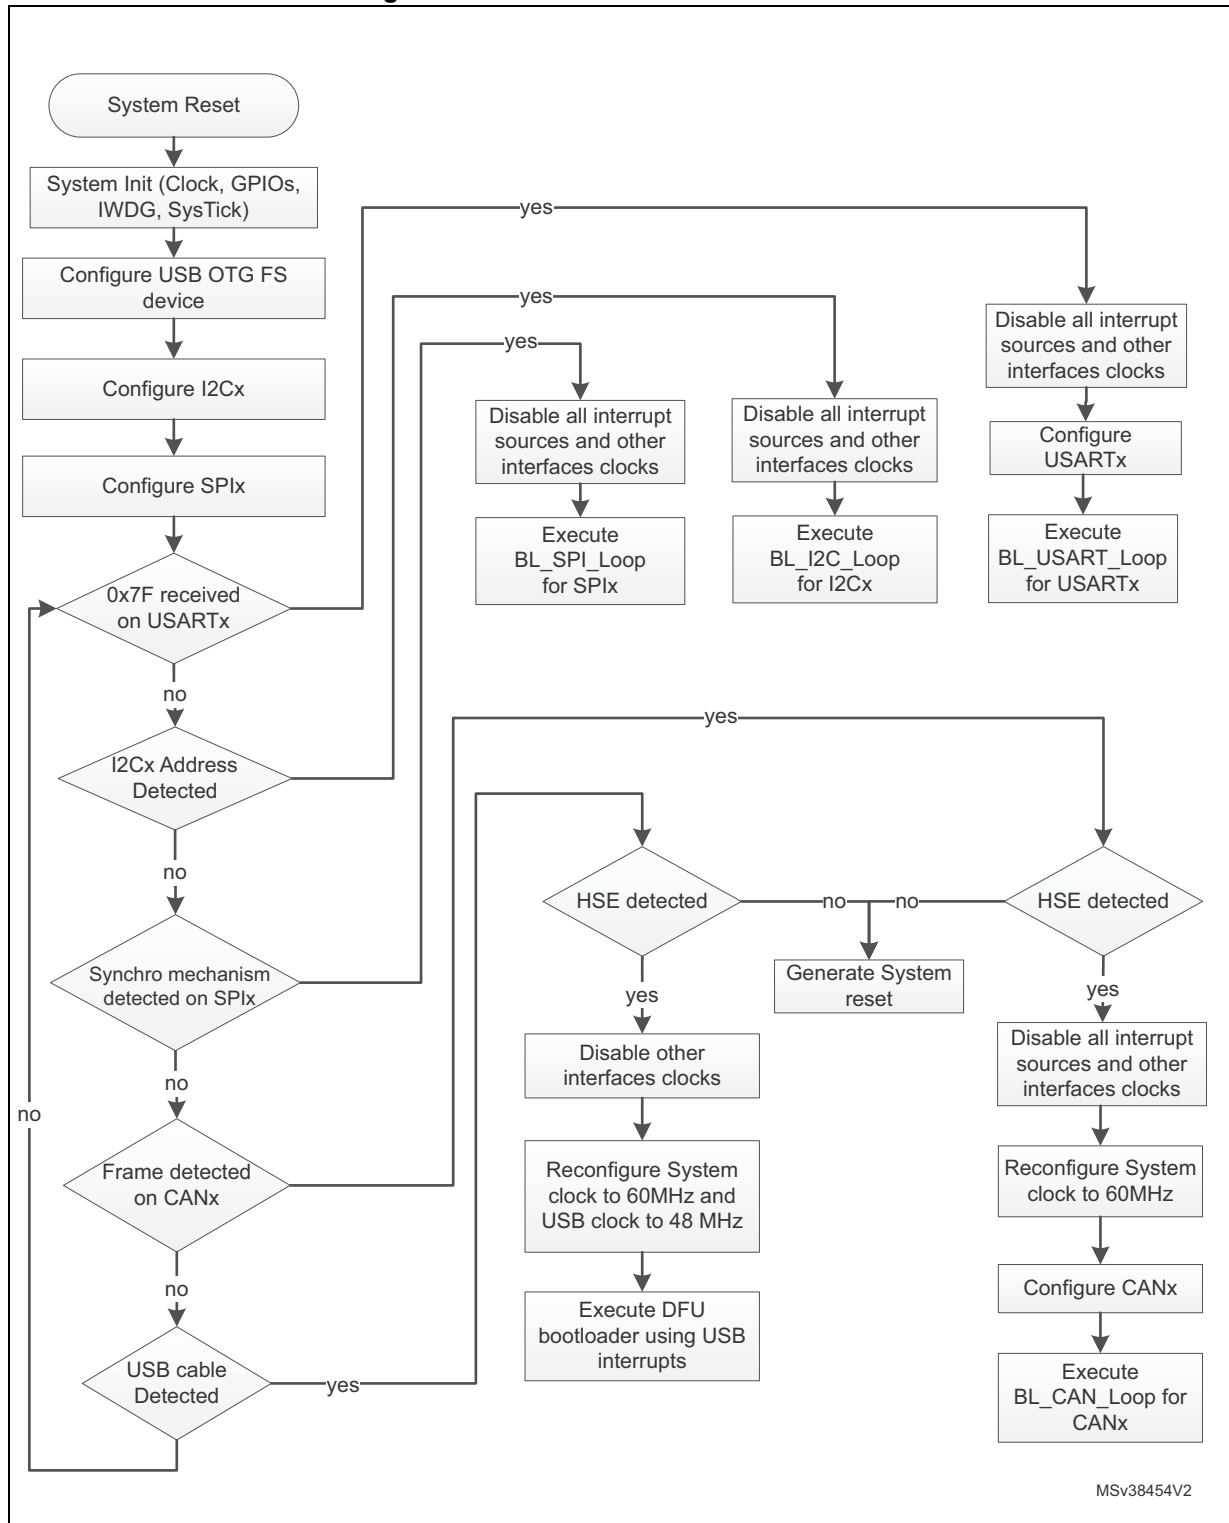 System Reset
System Init (Clock, GPIOs,
IWDG, SysTick)
Configure USB OTG FS
device
Configure I2Cx
Configure SPIx
0x7F received
on USARTx
yes
no
I2Cx Address
Detected
yes
no
Synchro mechanism
detected on SPIx
yes
no
Frame detected
on CANx
yes
no
USB cable
Detected
yes
no
Disable all interrupt
sources and other
interfaces clocks
Execute
BL_SPI_Loop
for SPIx
Disable all interrupt
sources and other
interfaces clocks
Execute
BL_I2C_Loop
for I2Cx
Disable all interrupt
sources and other
interfaces clocks
Configure
USARTx
Execute
BL_USART_Loop
for USARTx
HSE detected
no
no
HSE detected
Generate System
reset
yes
Disable other
interfaces clocks
Reconfigure System
clock to 60MHz and
USB clock to 48 MHz
Execute DFU
bootloader using USB
interrupts
yes
Disable all interrupt
sources and other
interfaces clocks
Reconfigure System
clock to 60MHz
Configure CANx
Execute
BL_CAN_Loop for
CANx
MSv38454V2